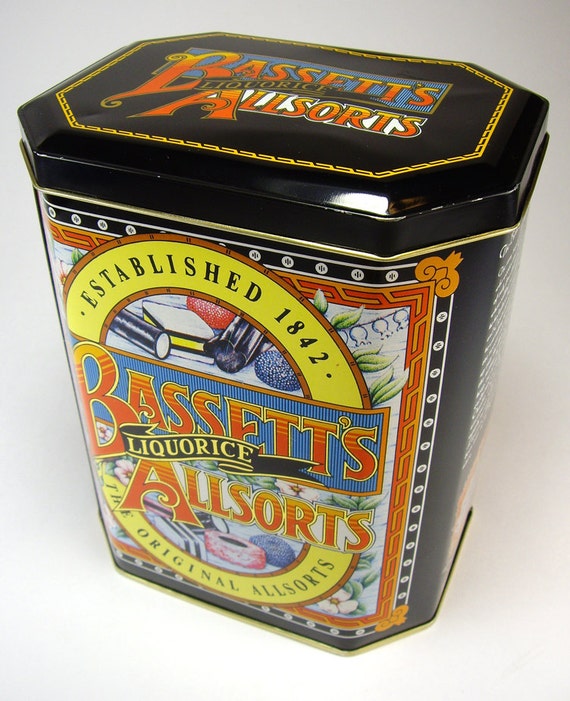 BASSETT'S
LIQUORICE
ALLSORTS
· ESTABLISHED 1842 ·
BASSETT'S
LIQUORICE
ALLSORTS
THE ORIGINAL ALLSORTS